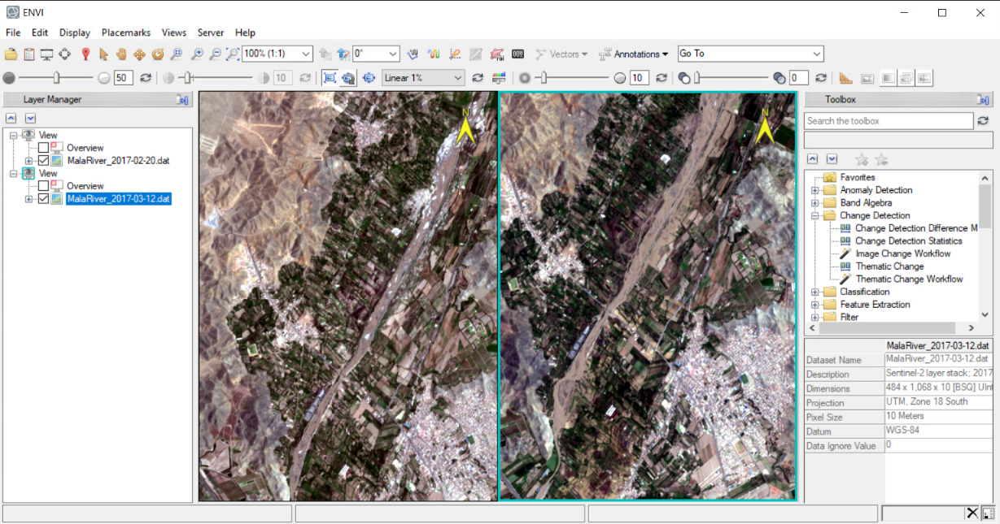 ENVI
File Edit Display Placemarks Views Server Help
100% (1:1) 0° Vectors Annotations Go To
50 10 Linear 1% 10 0
Layer Manager
View
Overview
MalaRiver_2017-02-20.dat
View
Overview
MalaRiver_2017-03-12.dat
N
N
Toolbox
Search the toolbox
Favorites
Anomaly Detection
Band Algebra
Change Detection
Change Detection Difference M
Change Detection Statistics
Image Change Workflow
Thematic Change
Thematic Change Workflow
Classification
Feature Extraction
Filter
MalaRiver_2017-03-12.dat
Dataset Name MalaRiver_2017-03-12.dat
Description Sentinel-2 layer stack; 2017
Dimensions 484 x 1,068 x 10 [BSQ] UInt
Projection UTM, Zone 18 South
Pixel Size 10 Meters
Datum WGS-84
Data Ignore Value 0